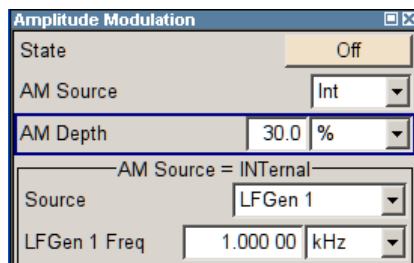 Amplitude Modulation
State Off
AM Source Int
AM Depth 30.0 %
AM Source = INTernal
Source LFGen 1
LFGen 1 Freq 1.000 00 kHz